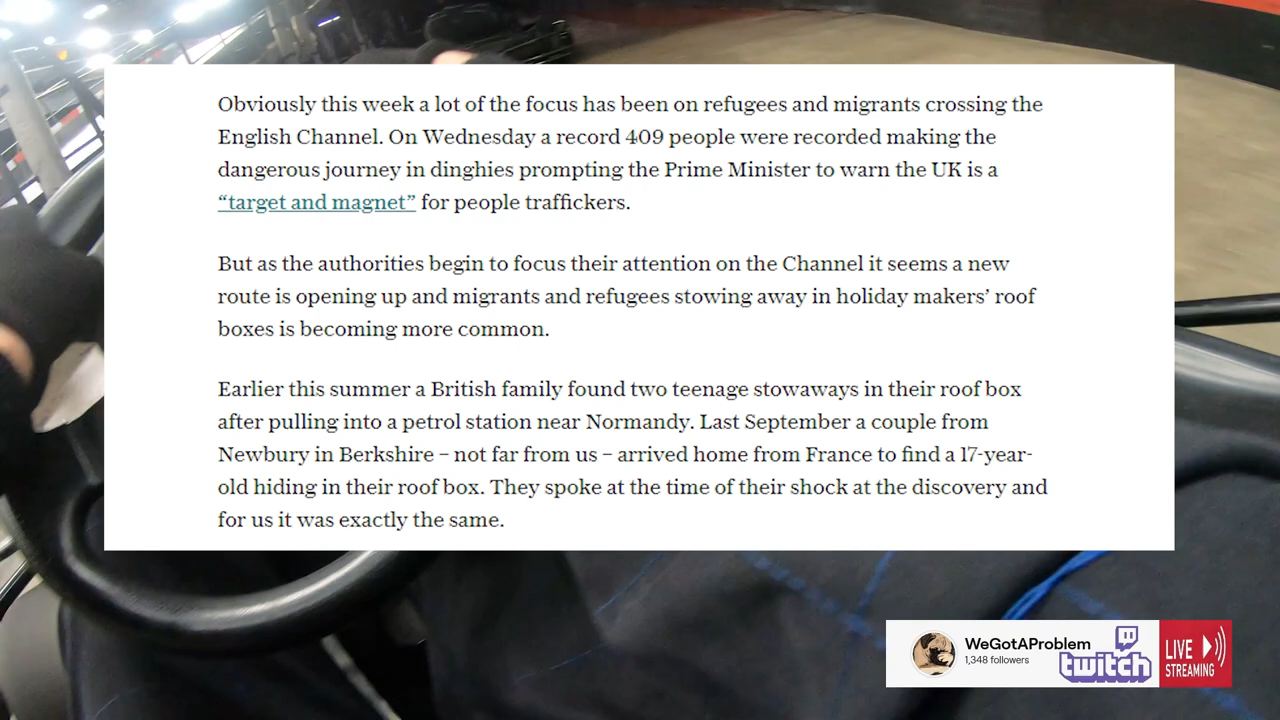 Obviously this week a lot of the focus has been on refugees and migrants crossing the
English Channel. On Wednesday a record 409 people were recorded making the
dangerous journey in dinghies prompting the Prime Minister to warn the UK is a
“target and magnet” for people traffickers.
But as the authorities begin to focus their attention on the Channel it seems a new
route is opening up and migrants and refugees stowing away in holiday makers’ roof
boxes is becoming more common.
Earlier this summer a British family found two teenage stowaways in their roof box
after pulling into a petrol station near Normandy. Last September a couple from
Newbury in Berkshire – not far from us – arrived home from France to find a 17-year-
old hiding in their roof box. They spoke at the time of their shock at the discovery and
for us it was exactly the same.
WeGotAProblem
1,348 followers
twitch
LIVE
STREAMING